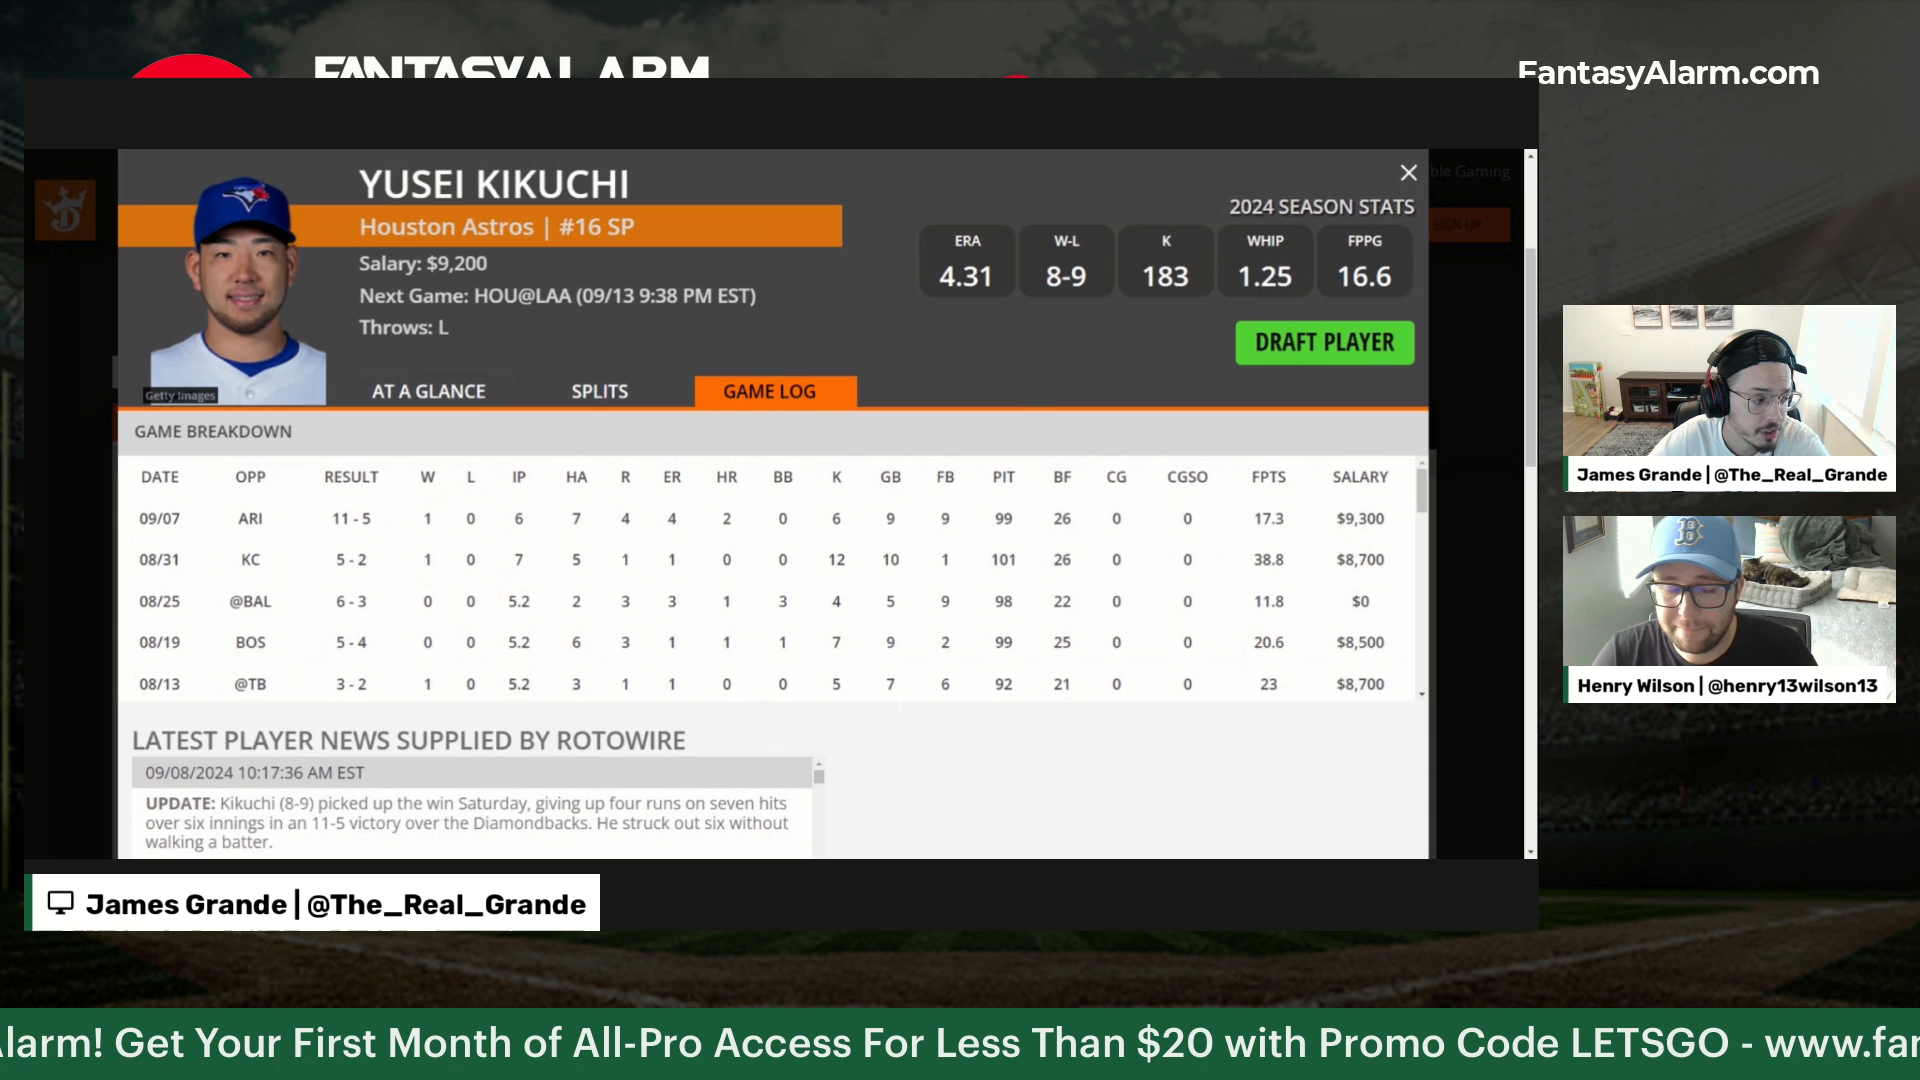 FANTASYALARM
FantasyAlarm.com
YUSEI KIKUCHI
Houston Astros | #16 SP
Salary: $9,200
Next Game: HOU@LAA (09/13 9:38 PM EST)
Throws: L
Getty Images
ble Gaming
SIGN UP
2024 SEASON STATS
ERA W-L K WHIP FPPG
4.31 8-9 183 1.25 16.6
DRAFT PLAYER
AT A GLANCE SPLITS GAME LOG
GAME BREAKDOWN
DATE OPP RESULT W L IP HA R ER HR BB K GB FB PIT BF CG CGSO FPTS SALARY
09/07 ARI 11 - 5 1 0 6 7 4 4 2 0 6 9 9 99 26 0 0 17.3 $9,300
08/31 KC 5 - 2 1 0 7 5 1 1 0 0 12 10 1 101 26 0 0 38.8 $8,700
08/25 @BAL 6 - 3 0 0 5.2 2 3 3 1 3 4 5 9 98 22 0 0 11.8 $0
08/19 BOS 5 - 4 0 0 5.2 6 3 1 1 1 7 9 2 99 25 0 0 20.6 $8,500
08/13 @TB 3 - 2 1 0 5.2 3 1 1 0 0 5 7 6 92 21 0 0 23 $8,700
LATEST PLAYER NEWS SUPPLIED BY ROTOWIRE
09/08/2024 10:17:36 AM EST
UPDATE: Kikuchi (8-9) picked up the win Saturday, giving up four runs on seven hits
over six innings in an 11-5 victory over the Diamondbacks. He struck out six without
walking a batter.
James Grande | @The_Real_Grande
B
Henry Wilson | @henry13wilson13
James Grande | @The_Real_Grande
Alarm! Get Your First Month of All-Pro Access For Less Than $20 with Promo Code LETSGO - www.fan